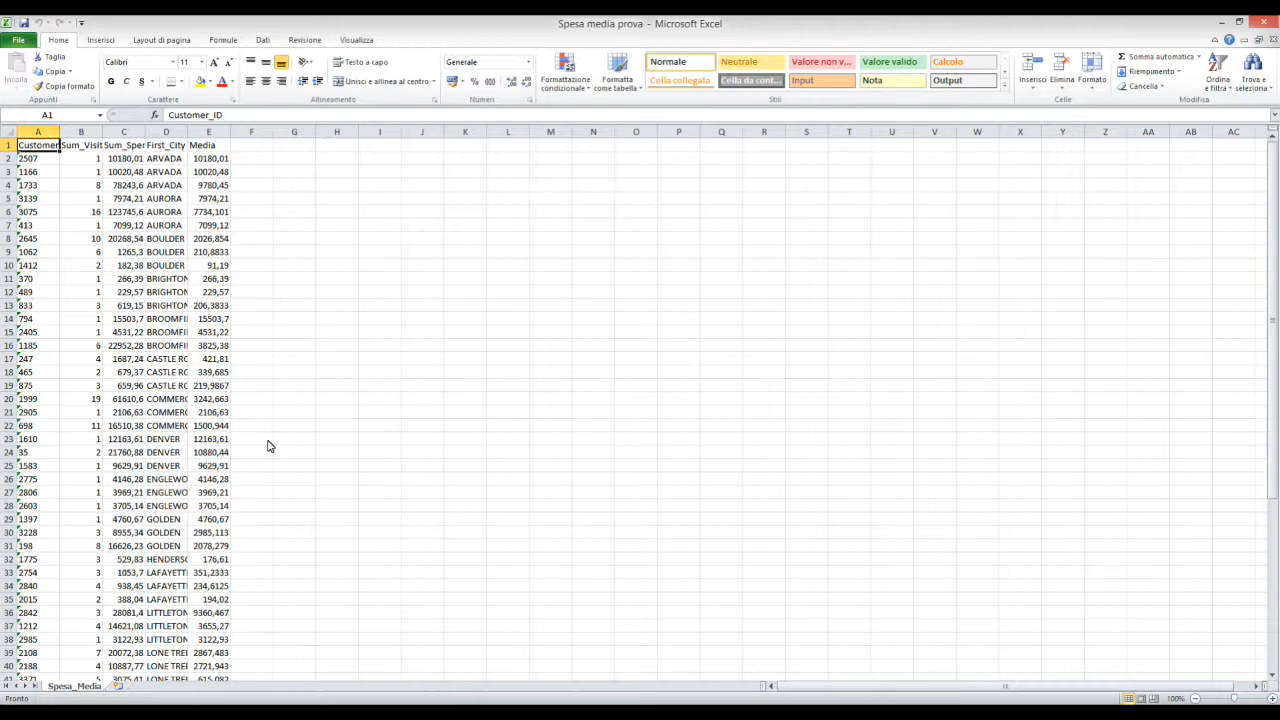 Spesa media prova - Microsoft Excel
File Home Inserisci Layout di pagina Formule Dati Revisione Visualizza
Taglia Calibri 11 Testo a capo Generale Normale Neutrale Valore non v... Valore valido Calcolo Somma automatica
Incolla Copia Copia formato G C S Unisci e allinea al centro % 000 Formattazione condizionale Formatta come tabella Cella collegata Cella da cont... Input Nota Output Inserisci Elimina Formato Riempimento Cancella Ordina e filtra Trova e seleziona
Appunti Carattere Allineamento Numeri Stili Celle Modifica
A1 fx Customer_ID
A B C D E F G H I J K L M N O P Q R S T U V W X Y Z AA AB AC
1 Customer Sum_Visit Sum_Sper First_City Media
2 2507 1 10180,01 ARVADA 10180,01
3 1166 1 10020,48 ARVADA 10020,48
4 1733 8 78243,6 ARVADA 9780,45
5 3139 1 7974,21 AURORA 7974,21
6 3075 16 123745,6 AURORA 7734,101
7 413 1 7099,12 AURORA 7099,12
8 2645 10 20268,54 BOULDER 2026,854
9 1062 6 1265,3 BOULDER 210,8833
10 1412 2 182,38 BOULDER 91,19
11 370 1 266,39 BRIGHTON 266,39
12 489 1 229,57 BRIGHTON 229,57
13 833 3 619,15 BRIGHTON 206,3833
14 794 1 15503,7 BROOMFI 15503,7
15 2405 1 4531,22 BROOMFI 4531,22
16 1185 6 22952,28 BROOMFI 3825,38
17 247 4 1687,24 CASTLE RO 421,81
18 465 2 679,37 CASTLE RO 339,685
19 875 3 659,96 CASTLE RO 219,9867
20 1999 19 61610,6 COMMERC 3242,663
21 2905 1 2106,63 COMMERC 2106,63
22 698 11 16510,38 COMMERC 1500,944
23 1610 1 12163,61 DENVER 12163,61
24 35 2 21760,88 DENVER 10880,44
25 1583 1 9629,91 DENVER 9629,91
26 2775 1 4146,28 ENGLEWO 4146,28
27 2806 1 3969,21 ENGLEWO 3969,21
28 2603 1 3705,14 ENGLEWO 3705,14
29 1397 1 4760,67 GOLDEN 4760,67
30 3228 3 8955,34 GOLDEN 2985,113
31 198 8 16626,23 GOLDEN 2078,279
32 1775 3 529,83 HENDERSO 176,61
33 2754 3 1053,7 LAFAYETT 351,2333
34 2840 4 938,45 LAFAYETT 234,6125
35 2015 2 388,04 LAFAYETT 194,02
36 2842 3 28081,4 LITTLETON 9360,467
37 1212 4 14621,08 LITTLETON 3655,27
38 2985 1 3122,93 LITTLETON 3122,93
39 2108 7 20072,38 LONE TREE 2867,483
40 2188 4 10887,77 LONE TREE 2721,943
41 3371 5 3075,41 LONE TREE 615,082
Spesa_Media
Pronto 100%